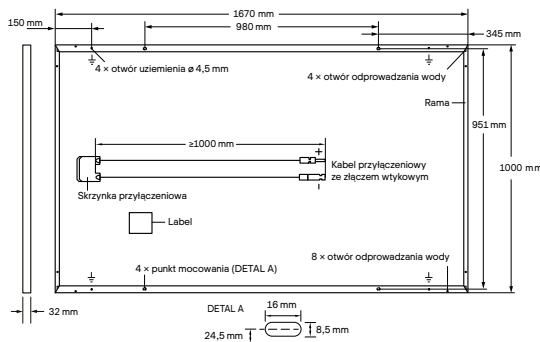 1670 mm
150 mm
980 mm
345 mm
4 × otwór uziemienia ø 4,5 mm
4 × otwór odprowadzania wody
Rama
951 mm
≥1000 mm
1000 mm
+
Kabel przyłączeniowy
ze złączem wtykowym
-
Skrzynka przyłączeniowa
Label
8 × otwór odprowadzania wody
4 × punkt mocowania (DETAL A)
32 mm
DETAL A
16 mm
24,5 mm
8,5 mm